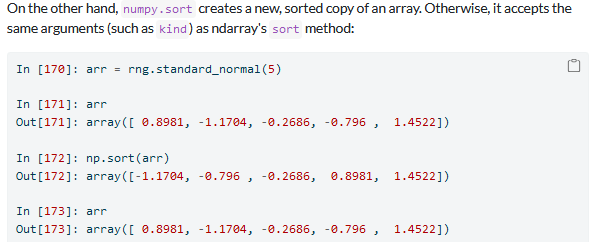 On the other hand, numpy.sort creates a new, sorted copy of an array. Otherwise, it accepts the
same arguments (such as kind) as ndarray's sort method:
In [170]: arr = rng.standard_normal(5)
In [171]: arr
Out[171]: array([ 0.8981, -1.1704, -0.2686, -0.796 ,  1.4522])
In [172]: np.sort(arr)
Out[172]: array([-1.1704, -0.796 , -0.2686,  0.8981,  1.4522])
In [173]: arr
Out[173]: array([ 0.8981, -1.1704, -0.2686, -0.796 ,  1.4522])